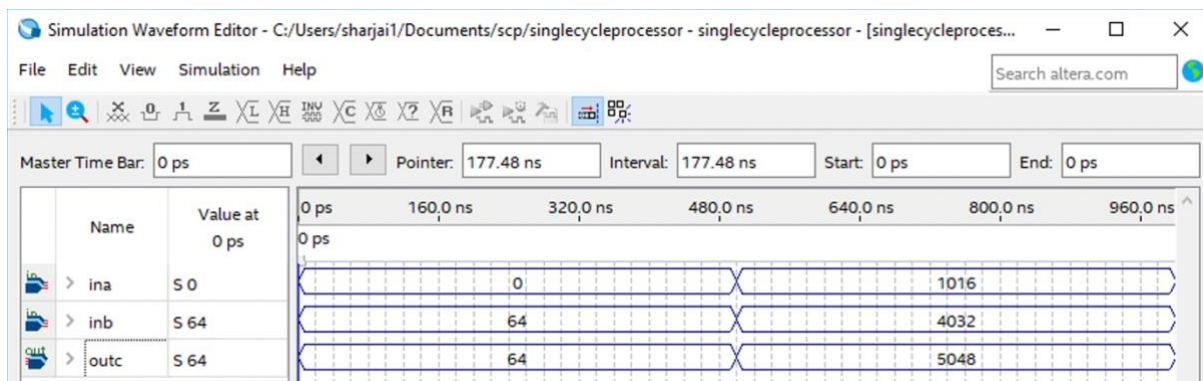 Simulation Waveform Editor - C:/Users/sharjai1/Documents/scp/singlecycleprocessor - singlecycleprocessor - [singlecycleproces...
File Edit View Simulation Help
Search altera.com
Master Time Bar: 0 ps Pointer: 177.48 ns Interval: 177.48 ns Start: 0 ps End: 0 ps
Name Value at 0 ps 0 ps 160.0 ns 320.0 ns 480.0 ns 640.0 ns 800.0 ns 960.0 ns
0 ps
ina S 0 0 1016
inb S 64 64 4032
outc S 64 64 5048